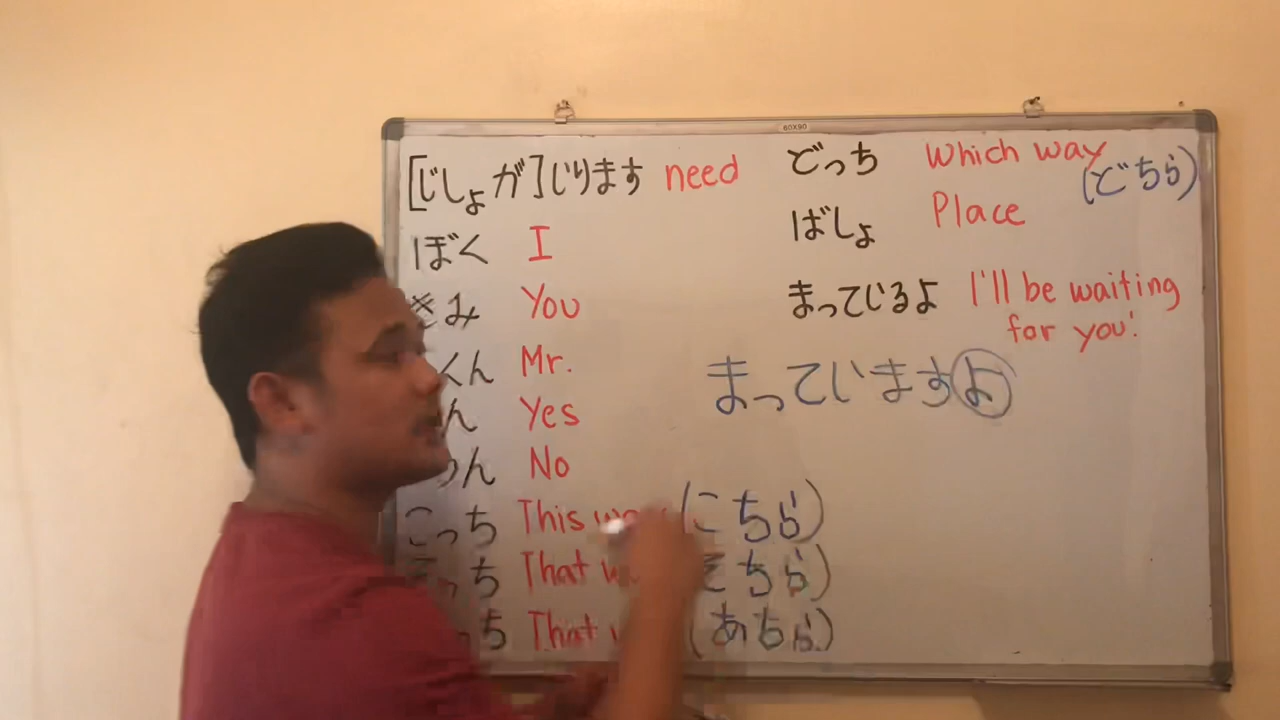 60X90
[じしょが]いります need
ぼく I
きみ You
くん Mr.
ん Yes
ん No
こっち This way (こちら)
っち That (そちら)
ち That (あちら)
どっち Which way
(どちら)
ばしょ Place
まっているよ I'll be waiting
for you!
まっていますよ